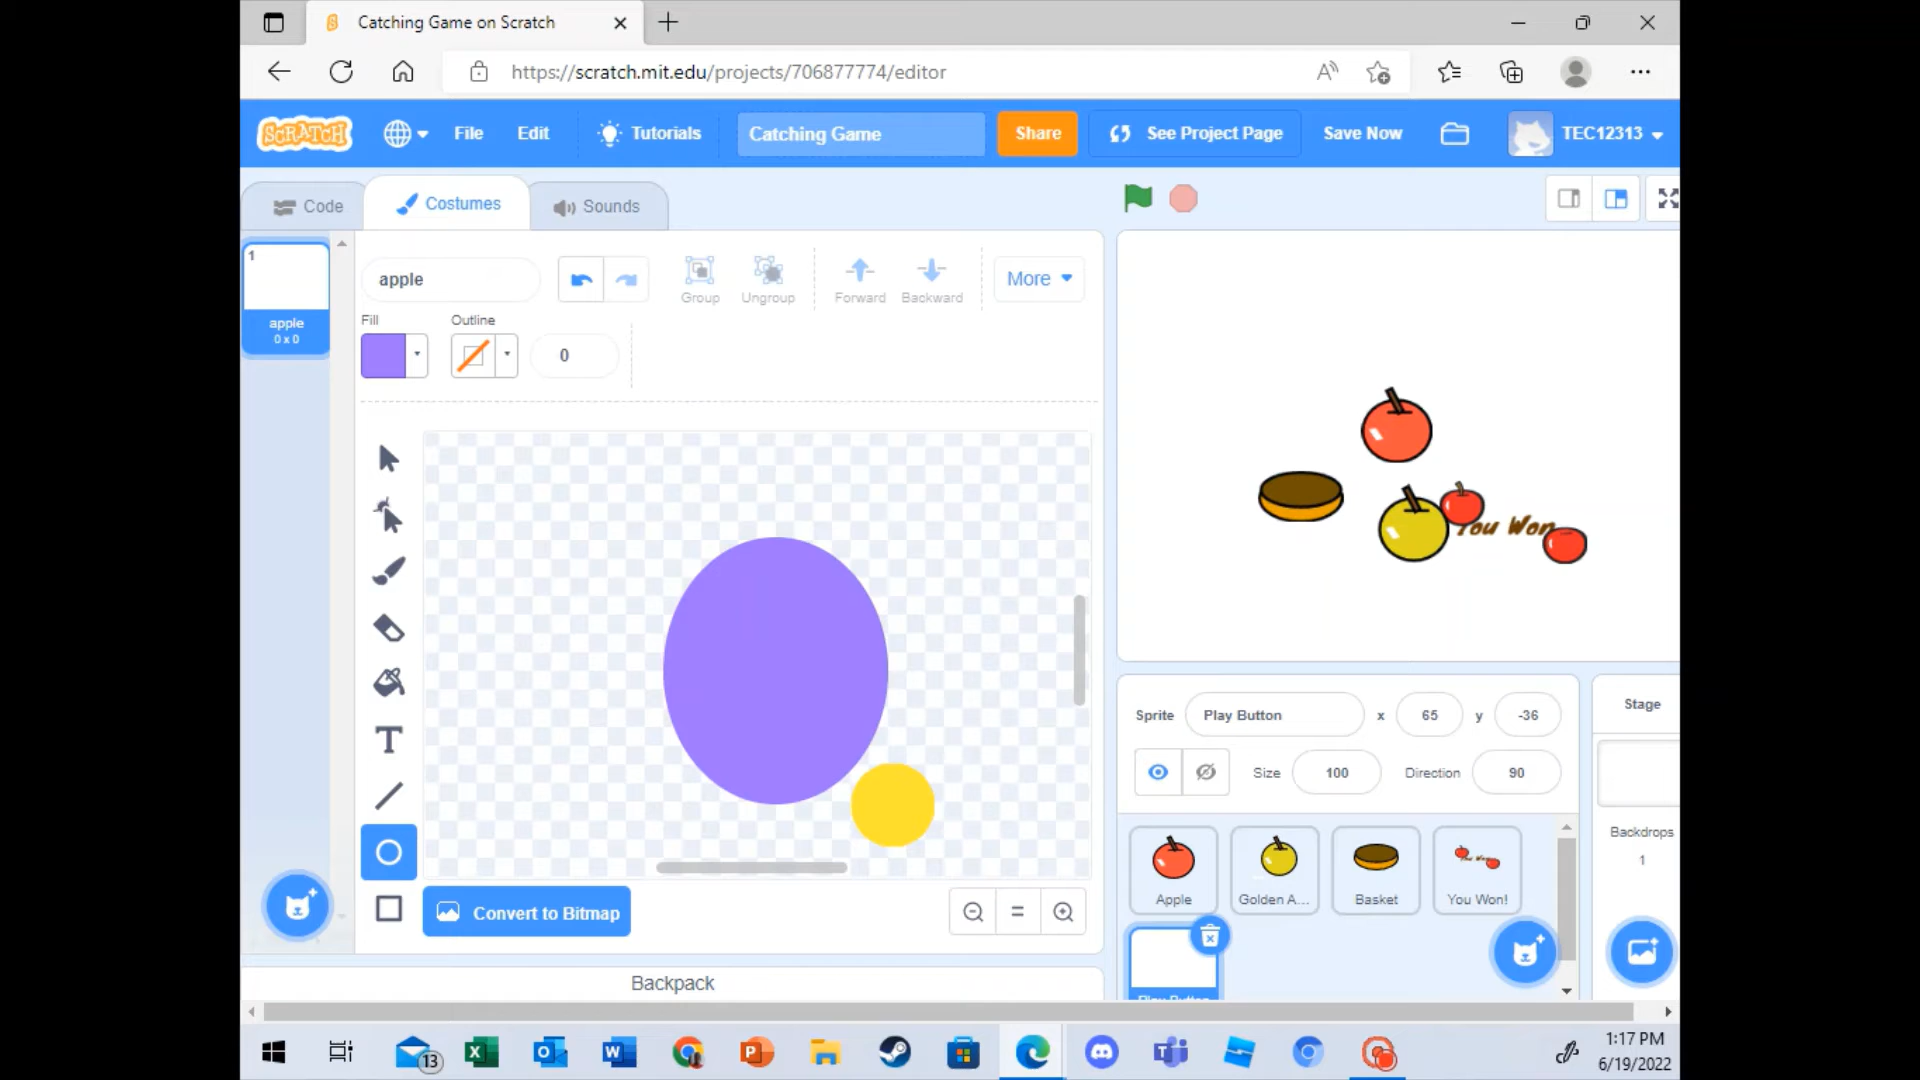 Catching Game on Scratch
https://scratch.mit.edu/projects/706877774/editor
SCRATCH
File
Edit
Tutorials
Catching Game
Share
See Project Page
Save Now
TEC12313
Code
Costumes
Sounds
1
apple
0 x 0
apple
Group
Ungroup
Forward
Backward
More
Fill
Outline
0
You Won
Convert to Bitmap
Backpack
Sprite
Play Button
x
65
y
-36
Size
100
Direction
90
Stage
Backdrops
1
Apple
Golden A...
Basket
You Won!
Play Button
13
1:17 PM
6/19/2022